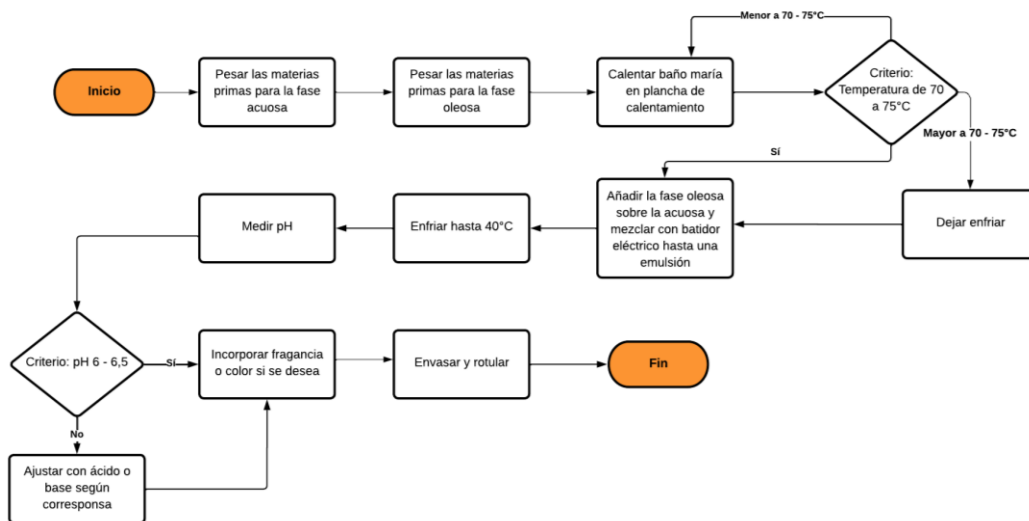 Inicio
Pesar las materias
primas para la fase
acuosa
Pesar las materias
primas para la fase
oleosa
Calentar baño maría
en plancha de
calentamiento
Menor a 70 - 75°C
Criterio:
Temperatura de 70
a 75°C
Mayor a 70 - 75°C
Sí
Dejar enfriar
Añadir la fase oleosa
sobre la acuosa y
mezclar con batidor
eléctrico hasta una
emulsión
Enfriar hasta 40°C
Medir pH
Criterio: pH 6 - 6,5
Sí
No
Ajustar con ácido o
base según
corresponsa
Incorporar fragancia
o color si se desea
Envasar y rotular
Fin